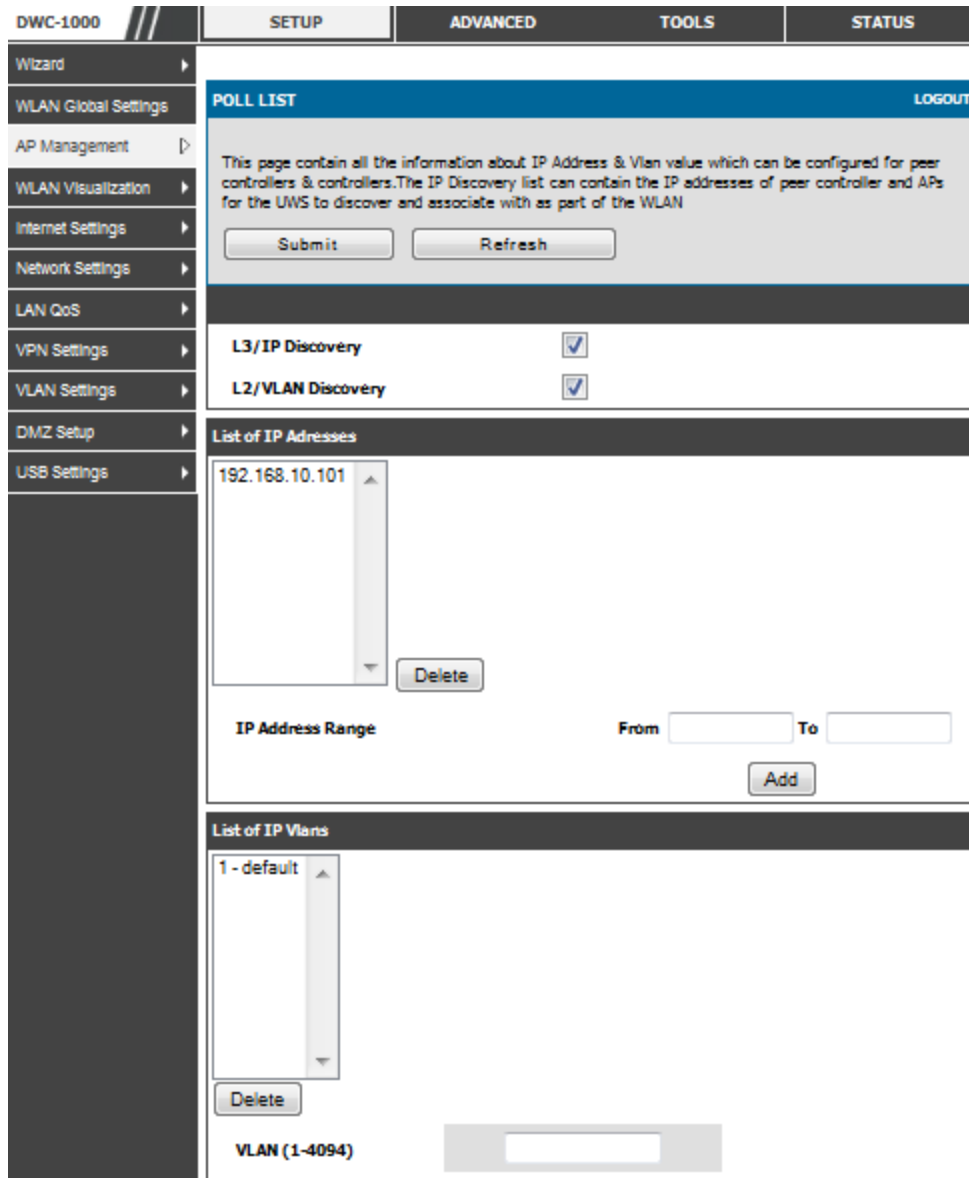 DWC-1000
SETUP
ADVANCED
TOOLS
STATUS
Wizard
WLAN Global Settings
AP Management
WLAN Visualization
Internet Settings
Network Settings
LAN QoS
VPN Settings
VLAN Settings
DMZ Setup
USB Settings
POLL LIST
LOGOUT
This page contain all the information about IP Address & Vlan value which can be configured for peer
controllers & controllers.The IP Discovery list can contain the IP addresses of peer controller and APs
for the UWS to discover and associate with as part of the WLAN
Submit
Refresh
L3/IP Discovery
L2/VLAN Discovery
List of IP Adresses
192.168.10.101
Delete
IP Address Range
From
To
Add
List of IP Vlans
1 - default
Delete
VLAN (1-4094)